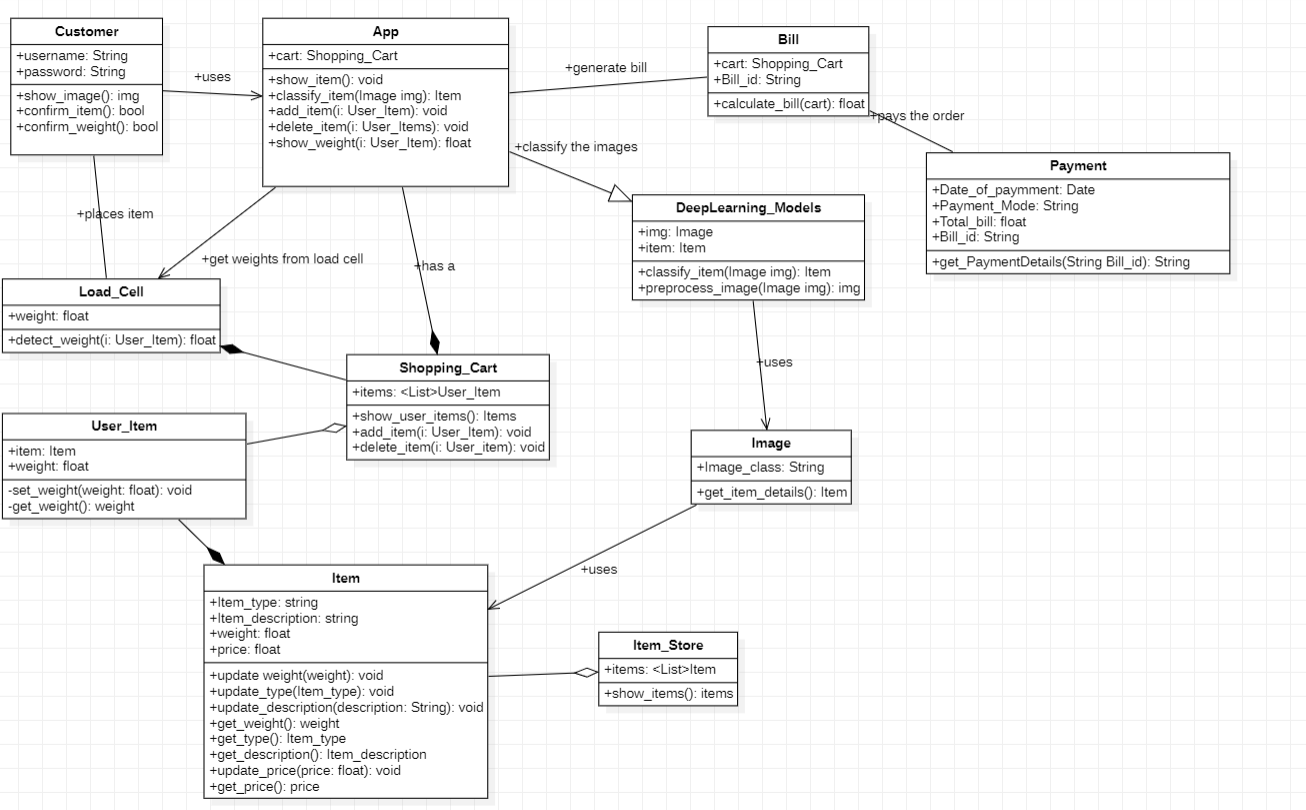 Customer
+username: String
+password: String
+show_image(): img
+confirm_item(): bool
+confirm_weight(): bool
+uses
App
+cart: Shopping_Cart
+show_item(): void
+classify_item(Image img): Item
+add_item(i: User_Item): void
+delete_item(i: User_Items): void
+show_weight(i: User_Item): float
+generate bill
Bill
+cart: Shopping_Cart
+Bill_id: String
+calculate_bill(cart): float
+pays the order
Payment
+Date_of_paymment: Date
+Payment_Mode: String
+Total_bill: float
+Bill_id: String
+get_PaymentDetails(String Bill_id): String
+classify the images
DeepLearning_Models
+img: Image
+item: Item
+classify_item(Image img): Item
+preprocess_image(Image img): img
+places item
+get weights from load cell
+has a
Load_Cell
+weight: float
+detect_weight(i: User_Item): float
Shopping_Cart
+items: <List>User_Item
+show_user_items(): Items
+add_item(i: User_Item): void
+delete_item(i: User_item): void
+uses
User_Item
+item: Item
+weight: float
-set_weight(weight: float): void
-get_weight(): weight
Image
+Image_class: String
+get_item_details(): Item
+uses
Item
+Item_type: string
+Item_description: string
+weight: float
+price: float
+update weight(weight): void
+update_type(Item_type): void
+update_description(description: String): void
+get_weight(): weight
+get_type(): Item_type
+get_description(): Item_description
+update_price(price: float): void
+get_price(): price
Item_Store
+items: <List>Item
+show_items(): items